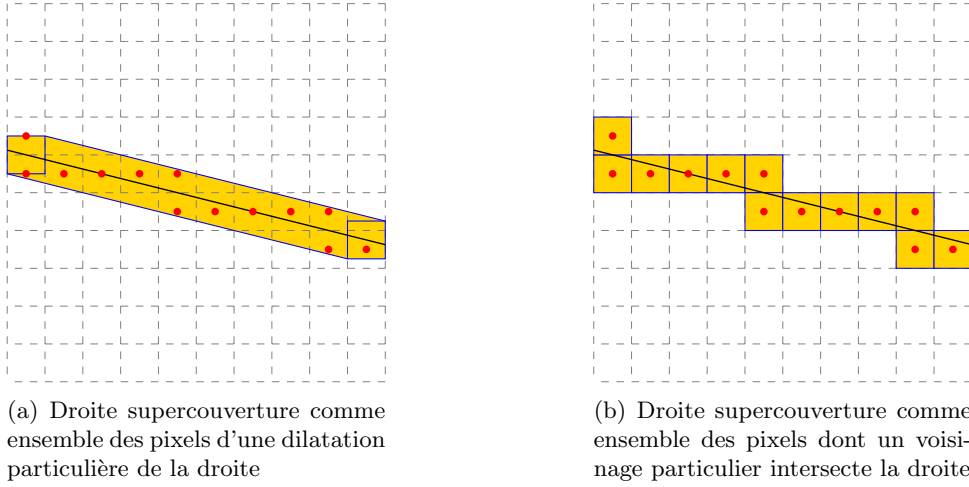 (a) Droite supercouverture comme
ensemble des pixels d'une dilatation
particulière de la droite
(b) Droite supercouverture comme
ensemble des pixels dont un voisi-
nage particulier intersecte la droite